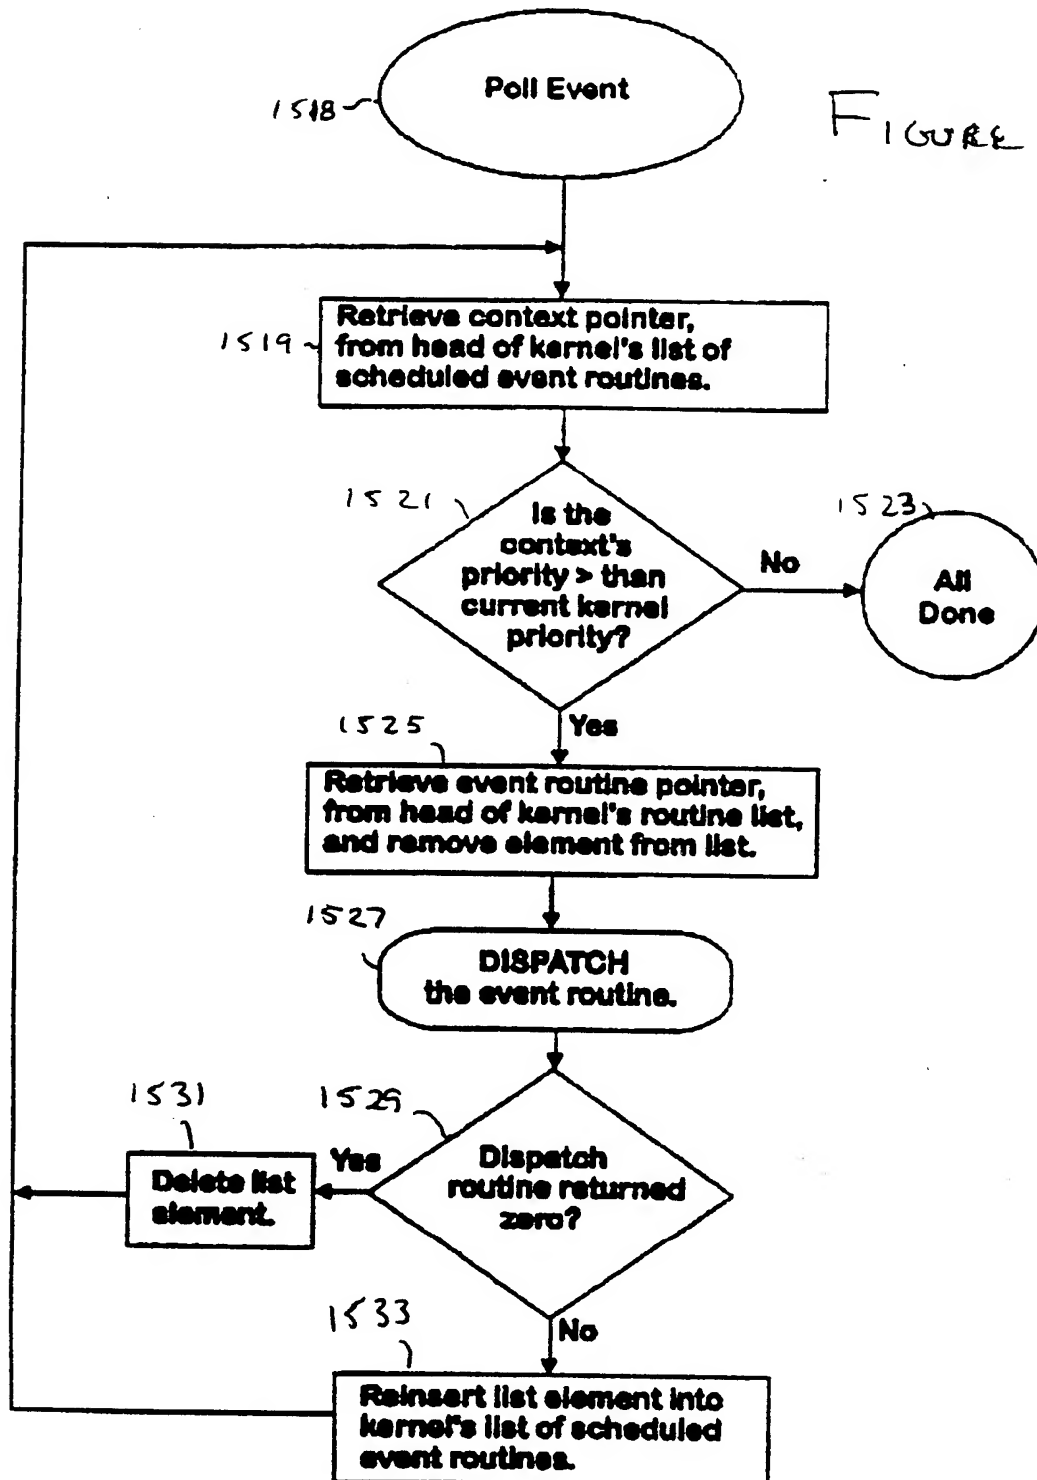 Poll Event
1518
FIGURE
Retrieve context pointer,
from head of kernel's list of
scheduled event routines.
1519
1521
Is the
context's
priority > than
current kernel
priority?
No
1523
All
Done
Yes
1525
Retrieve event routine pointer,
from head of kernel's routine list,
and remove element from list.
1527
DISPATCH
the event routine.
1531
1529
Yes
Delete list
element.
Dispatch
routine returned
zero?
1533
No
Reinsert list element into
kernel's list of scheduled
event routines.